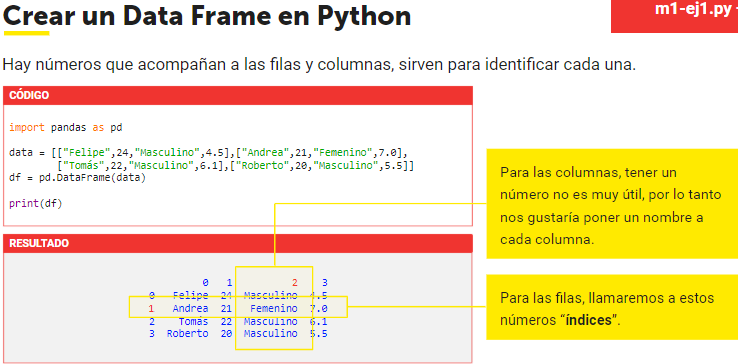 Crear un Data Frame en Python
m1-ej1.py
Hay números que acompañan a las filas y columnas, sirven para identificar cada una.
CÓDIGO
import pandas as pd
data = [["Felipe",24,"Masculino",4.5],["Andrea",21,"Femenino",7.0],
["Tomás",22,"Masculino",6.1],["Roberto",20,"Masculino",5.5]]
df = pd.DataFrame(data)
print(df)
Para las columnas, tener un
número no es muy útil, por lo tanto
nos gustaría poner un nombre a
cada columna.
RESULTADO
0 1 2 3
0 Felipe 24 Masculino 4.5
1 Andrea 21 Femenino 7.0
2 Tomás 22 Masculino 6.1
3 Roberto 20 Masculino 5.5
Para las filas, llamaremos a estos
números “índices”.